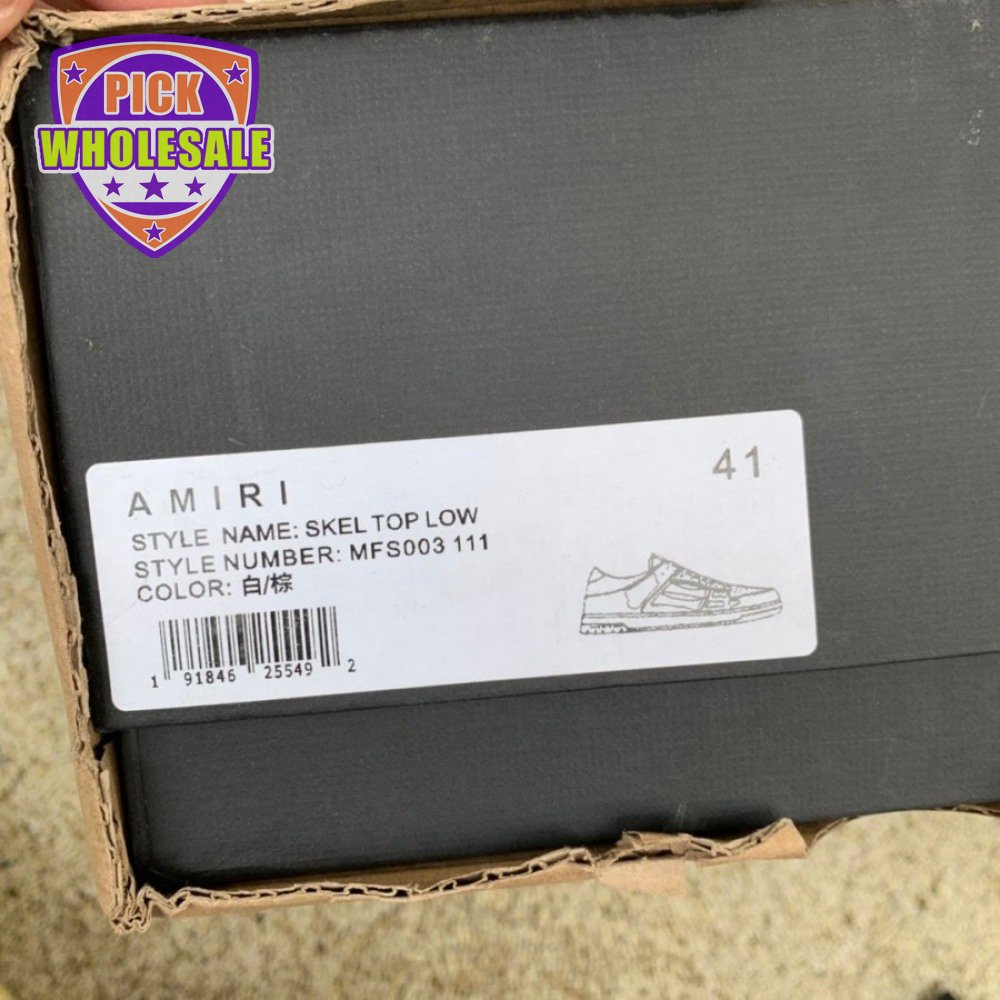 PICK
WHOLESALE
AMIRI
41
STYLE NAME: SKEL TOP LOW
STYLE NUMBER: MFS003 111
COLOR: 白/棕
1 91846 25549 2